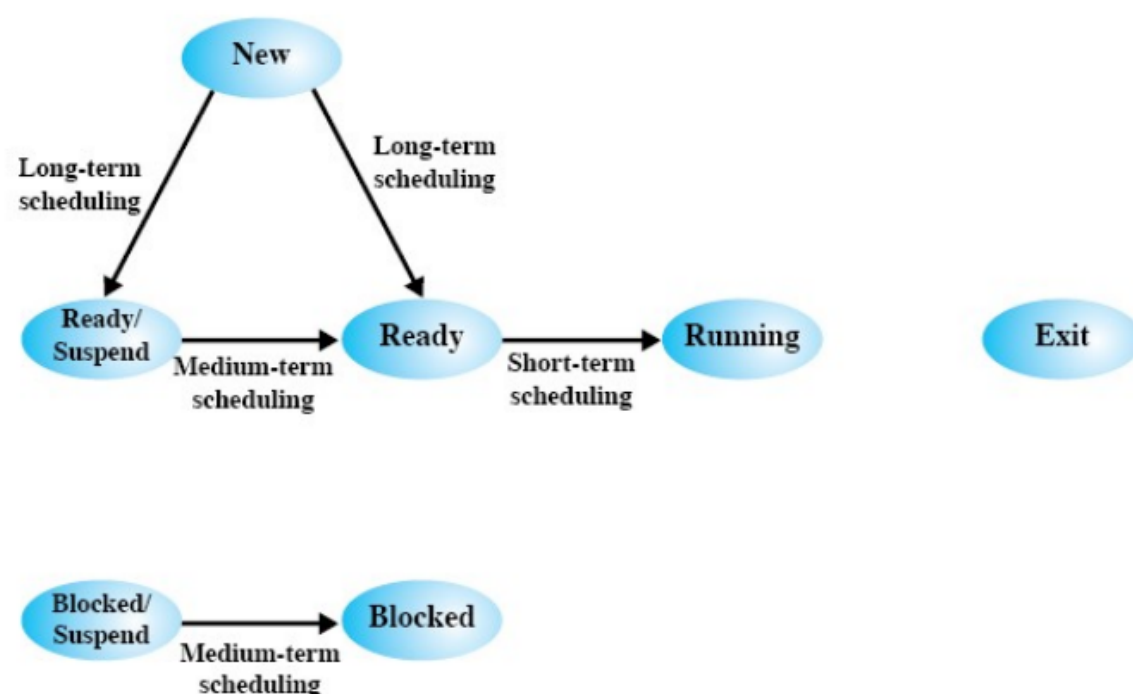 New
Long-term
scheduling
Long-term
scheduling
Ready/
Suspend
Medium-term
scheduling
Ready
Short-term
scheduling
Running
Exit
Blocked/
Suspend
Medium-term
scheduling
Blocked